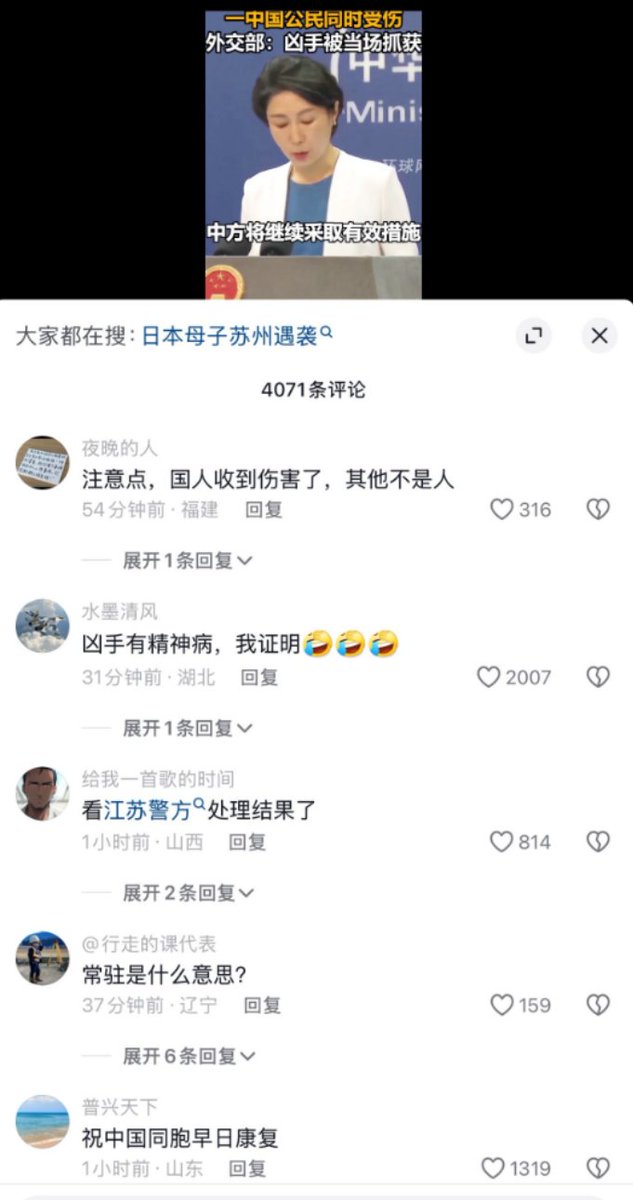 一中国公民同时受伤
外交部：凶手被当场抓获
中华
Minis
环球网
中方将继续采取有效措施
大家都在搜：日本母子苏州遇袭
4071条评论
夜晚的人
注意点，国人收到伤害了，其他不是人
54分钟前·福建 回复 316
展开1条回复
水墨清风
凶手有精神病，我证明🤣🤣🤣
31分钟前·湖北 回复 2007
展开1条回复
给我一首歌的时间
看江苏警方处理结果了
1小时前·山西 回复 814
展开2条回复
@行走的课代表
常驻是什么意思？
37分钟前·辽宁 回复 159
展开6条回复
普兴天下
祝中国同胞早日康复
1小时前·山东 回复 1319